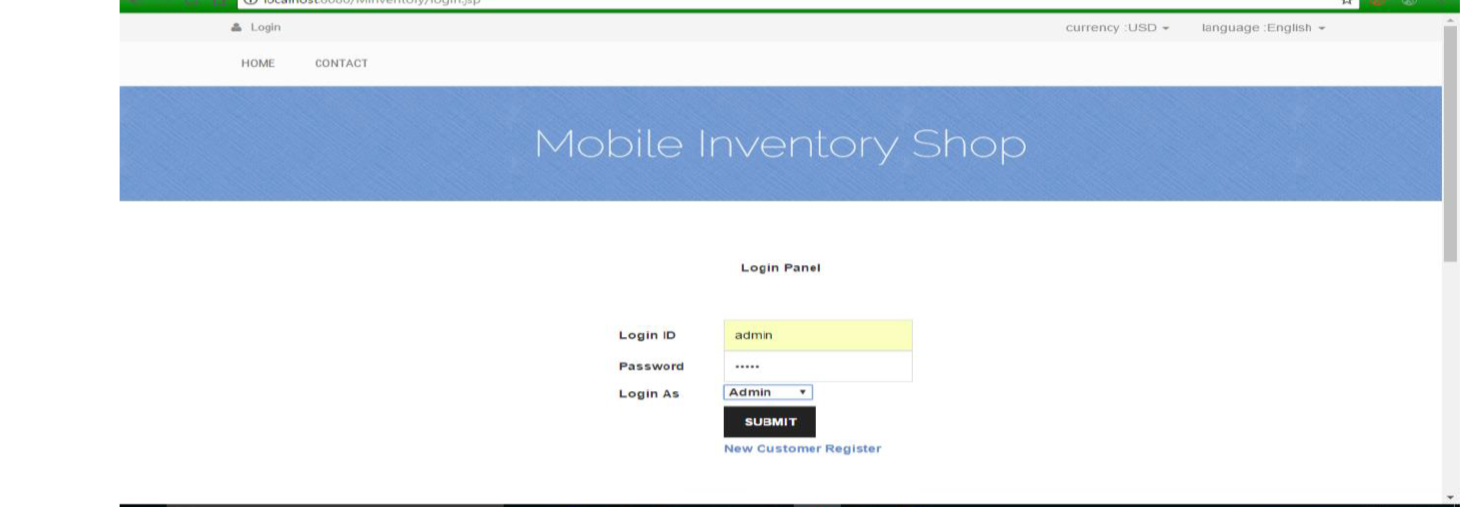 localhost:8080/MInventory/login.jsp
Login currency :USD language :English
HOME CONTACT
Mobile Inventory Shop
Login Panel
Login ID admin
Password •••••
Login As Admin
SUBMIT
New Customer Register